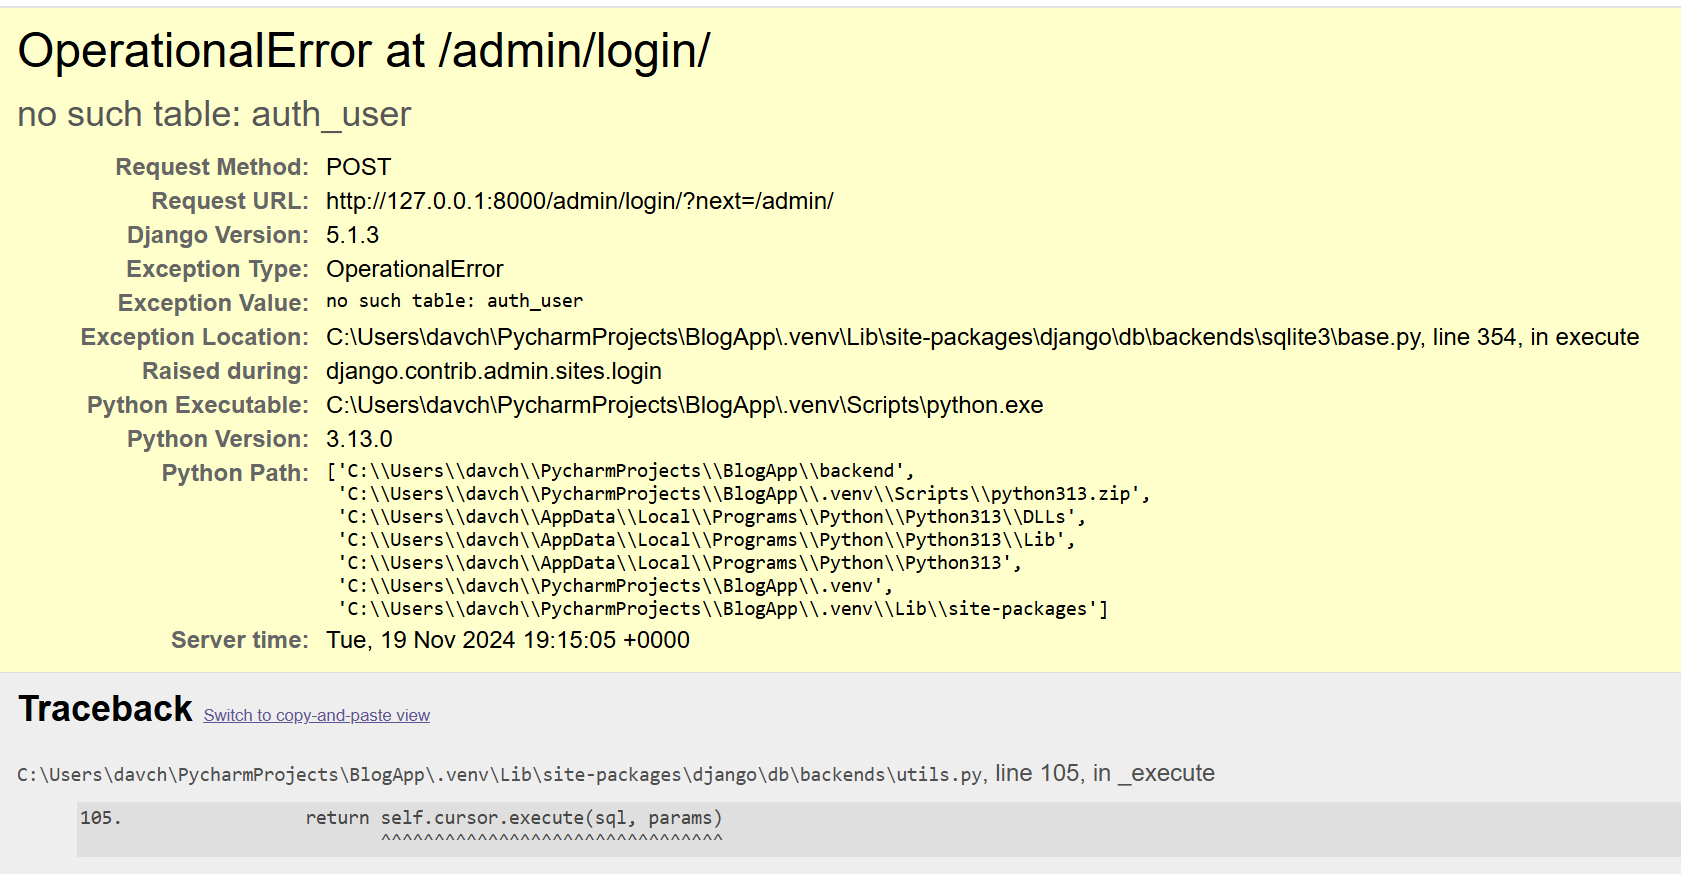 OperationalError at /admin/login/
no such table: auth_user
Request Method: POST
Request URL: http://127.0.0.1:8000/admin/login/?next=/admin/
Django Version: 5.1.3
Exception Type: OperationalError
Exception Value: no such table: auth_user
Exception Location: C:\Users\davch\PycharmProjects\BlogApp\.venv\Lib\site-packages\django\db\backends\sqlite3\base.py, line 354, in execute
Raised during: django.contrib.admin.sites.login
Python Executable: C:\Users\davch\PycharmProjects\BlogApp\.venv\Scripts\python.exe
Python Version: 3.13.0
Python Path: ['C:\\Users\\davch\\PycharmProjects\\BlogApp\\backend',
'C:\\Users\\davch\\PycharmProjects\\BlogApp\\.venv\\Scripts\\python313.zip',
'C:\\Users\\davch\\AppData\\Local\\Programs\\Python\\Python313\\DLLs',
'C:\\Users\\davch\\AppData\\Local\\Programs\\Python\\Python313\\Lib',
'C:\\Users\\davch\\AppData\\Local\\Programs\\Python\\Python313',
'C:\\Users\\davch\\PycharmProjects\\BlogApp\\.venv',
'C:\\Users\\davch\\PycharmProjects\\BlogApp\\.venv\\Lib\\site-packages']
Server time: Tue, 19 Nov 2024 19:15:05 +0000
Traceback Switch to copy-and-paste view
C:\Users\davch\PycharmProjects\BlogApp\.venv\Lib\site-packages\django\db\backends\utils.py, line 105, in _execute
105. return self.cursor.execute(sql, params)
^^^^^^^^^^^^^^^^^^^^^^^^^^^^^^^^